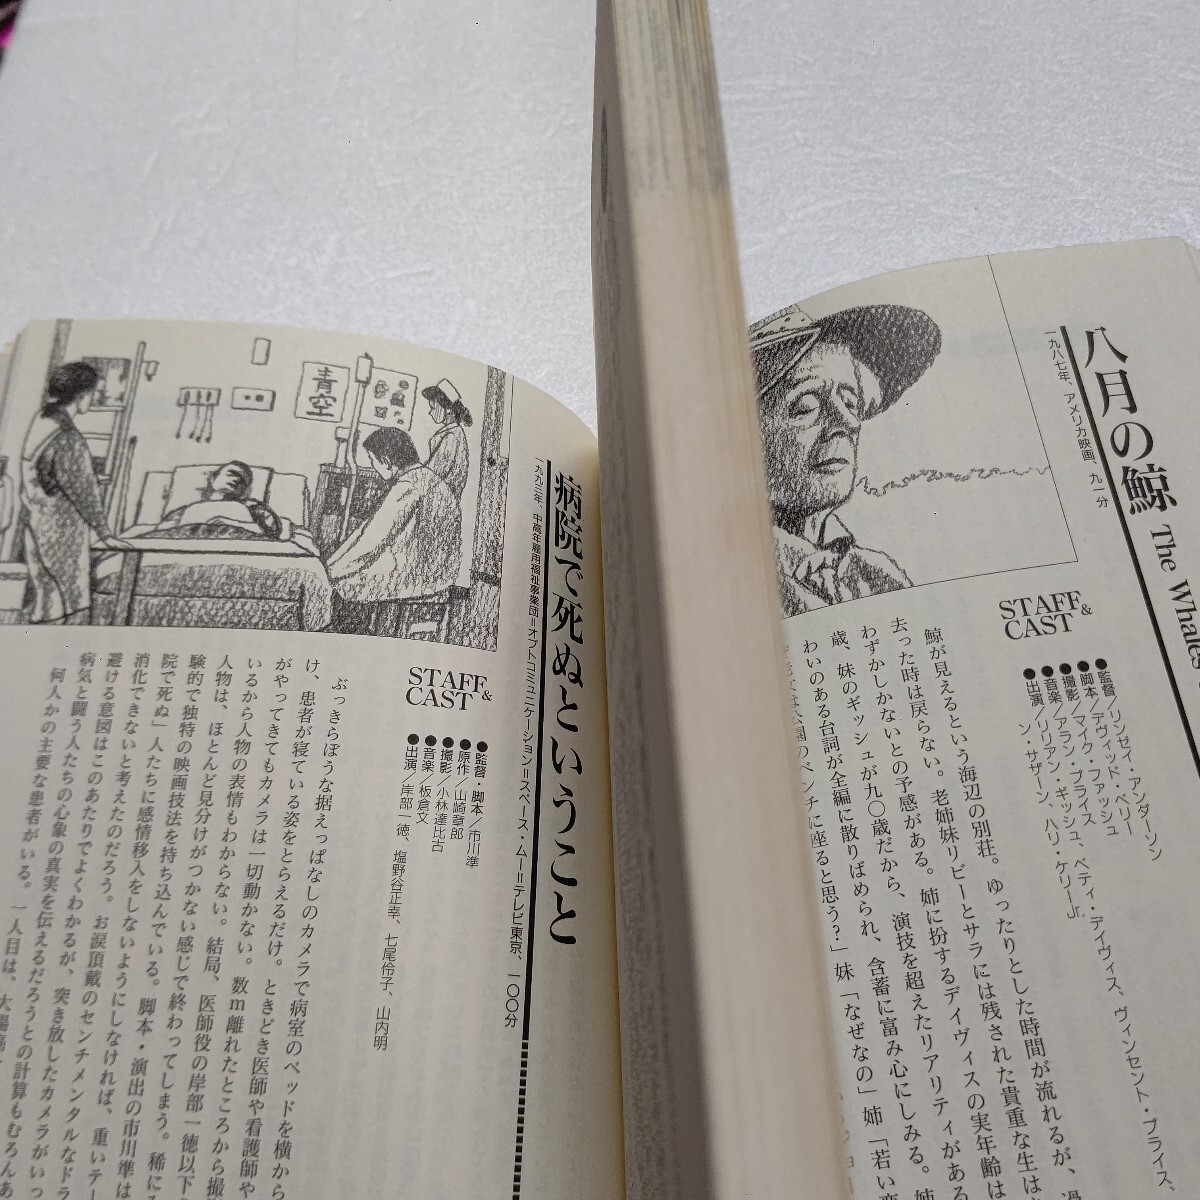 八月の鯨 The Whales
一九八七年、アメリカ映画、九一分
STAFF &
CAST
●監督/リンゼイ・アンダーソン
●脚本/デヴィッド・ベリー
●撮影/マイク・ファッシュ
●音楽/アラン・プライス
●出演/リリアン・ギッシュ、ベティ・デイヴィス、ヴィンセント・プライス、
ン・サザーン、ハリ・ケリーJr.
鯨が見えるという海辺の別荘。ゆったりとした時間が流れるが、過
去った時は戻らない。老姉妹リビーとサラには残された貴重な生は
わずかしかないとの予感がある。姉に扮するデイヴィスの実年齢は
歳、妹のギッシュが九〇歳だから、演技を超えたリアリティがある
わいのある台詞が全編に散りばめられ、含蓄に富み心にしみる。姉
は公園のベンチに座ると思う?」妹「なぜなの」姉「若い恋
病院で死ぬということ
一九九三年、中高年雇用福祉事業団=オプトコミュニケーション=スペース・ムー=テレビ東京、一〇〇分
青空
STAFF &
CAST
●監督・脚本/市川準
●原作/山崎章郎
●撮影/小林達比古
●音楽/板倉文
●出演/岸部一徳、塩野谷正幸、七尾伶子、山内明
ぶっきらぼうな据えっぱなしのカメラで病室のベッドを横から
け、患者が寝ている姿をとらえるだけ。ときどき医師や看護師や
がやってきてもカメラは一切動かない。数m離れたところから撮
いるから人物の表情もわからない。結局、医師役の岸部一徳以下
人物は、ほとんど見分けがつかない感じで終わってしまう。稀に
験的で独特の映画技法を持ち込んでいる。脚本・演出の市川準は
院で死ぬ」人たちに感情移入をしないようにしなければ、重いテー
消化できないと考えたのだろう。お涙頂戴のセンチメンタルなドラ
避ける意図はこのあたりでよくわかるが、突き放したカメラがいっ
病気と闘う人たちの心象の真実を伝えるだろうとの計算もむろんあ
何人かの主要な患者がいる。一人目は、大腸癌